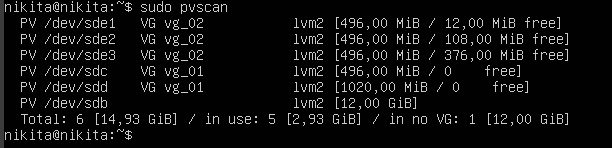 nikita@nikita:~$ sudo pvscan
  PV /dev/sde1   VG vg_02           lvm2 [496,00 MiB / 12,00 MiB free]
  PV /dev/sde2   VG vg_02           lvm2 [496,00 MiB / 108,00 MiB free]
  PV /dev/sde3   VG vg_02           lvm2 [496,00 MiB / 376,00 MiB free]
  PV /dev/sdc    VG vg_01           lvm2 [496,00 MiB / 0    free]
  PV /dev/sdd    VG vg_01           lvm2 [1020,00 MiB / 0    free]
  PV /dev/sdb                       lvm2 [12,00 GiB]
  Total: 6 [14,93 GiB] / in use: 5 [2,93 GiB] / in no VG: 1 [12,00 GiB]
nikita@nikita:~$